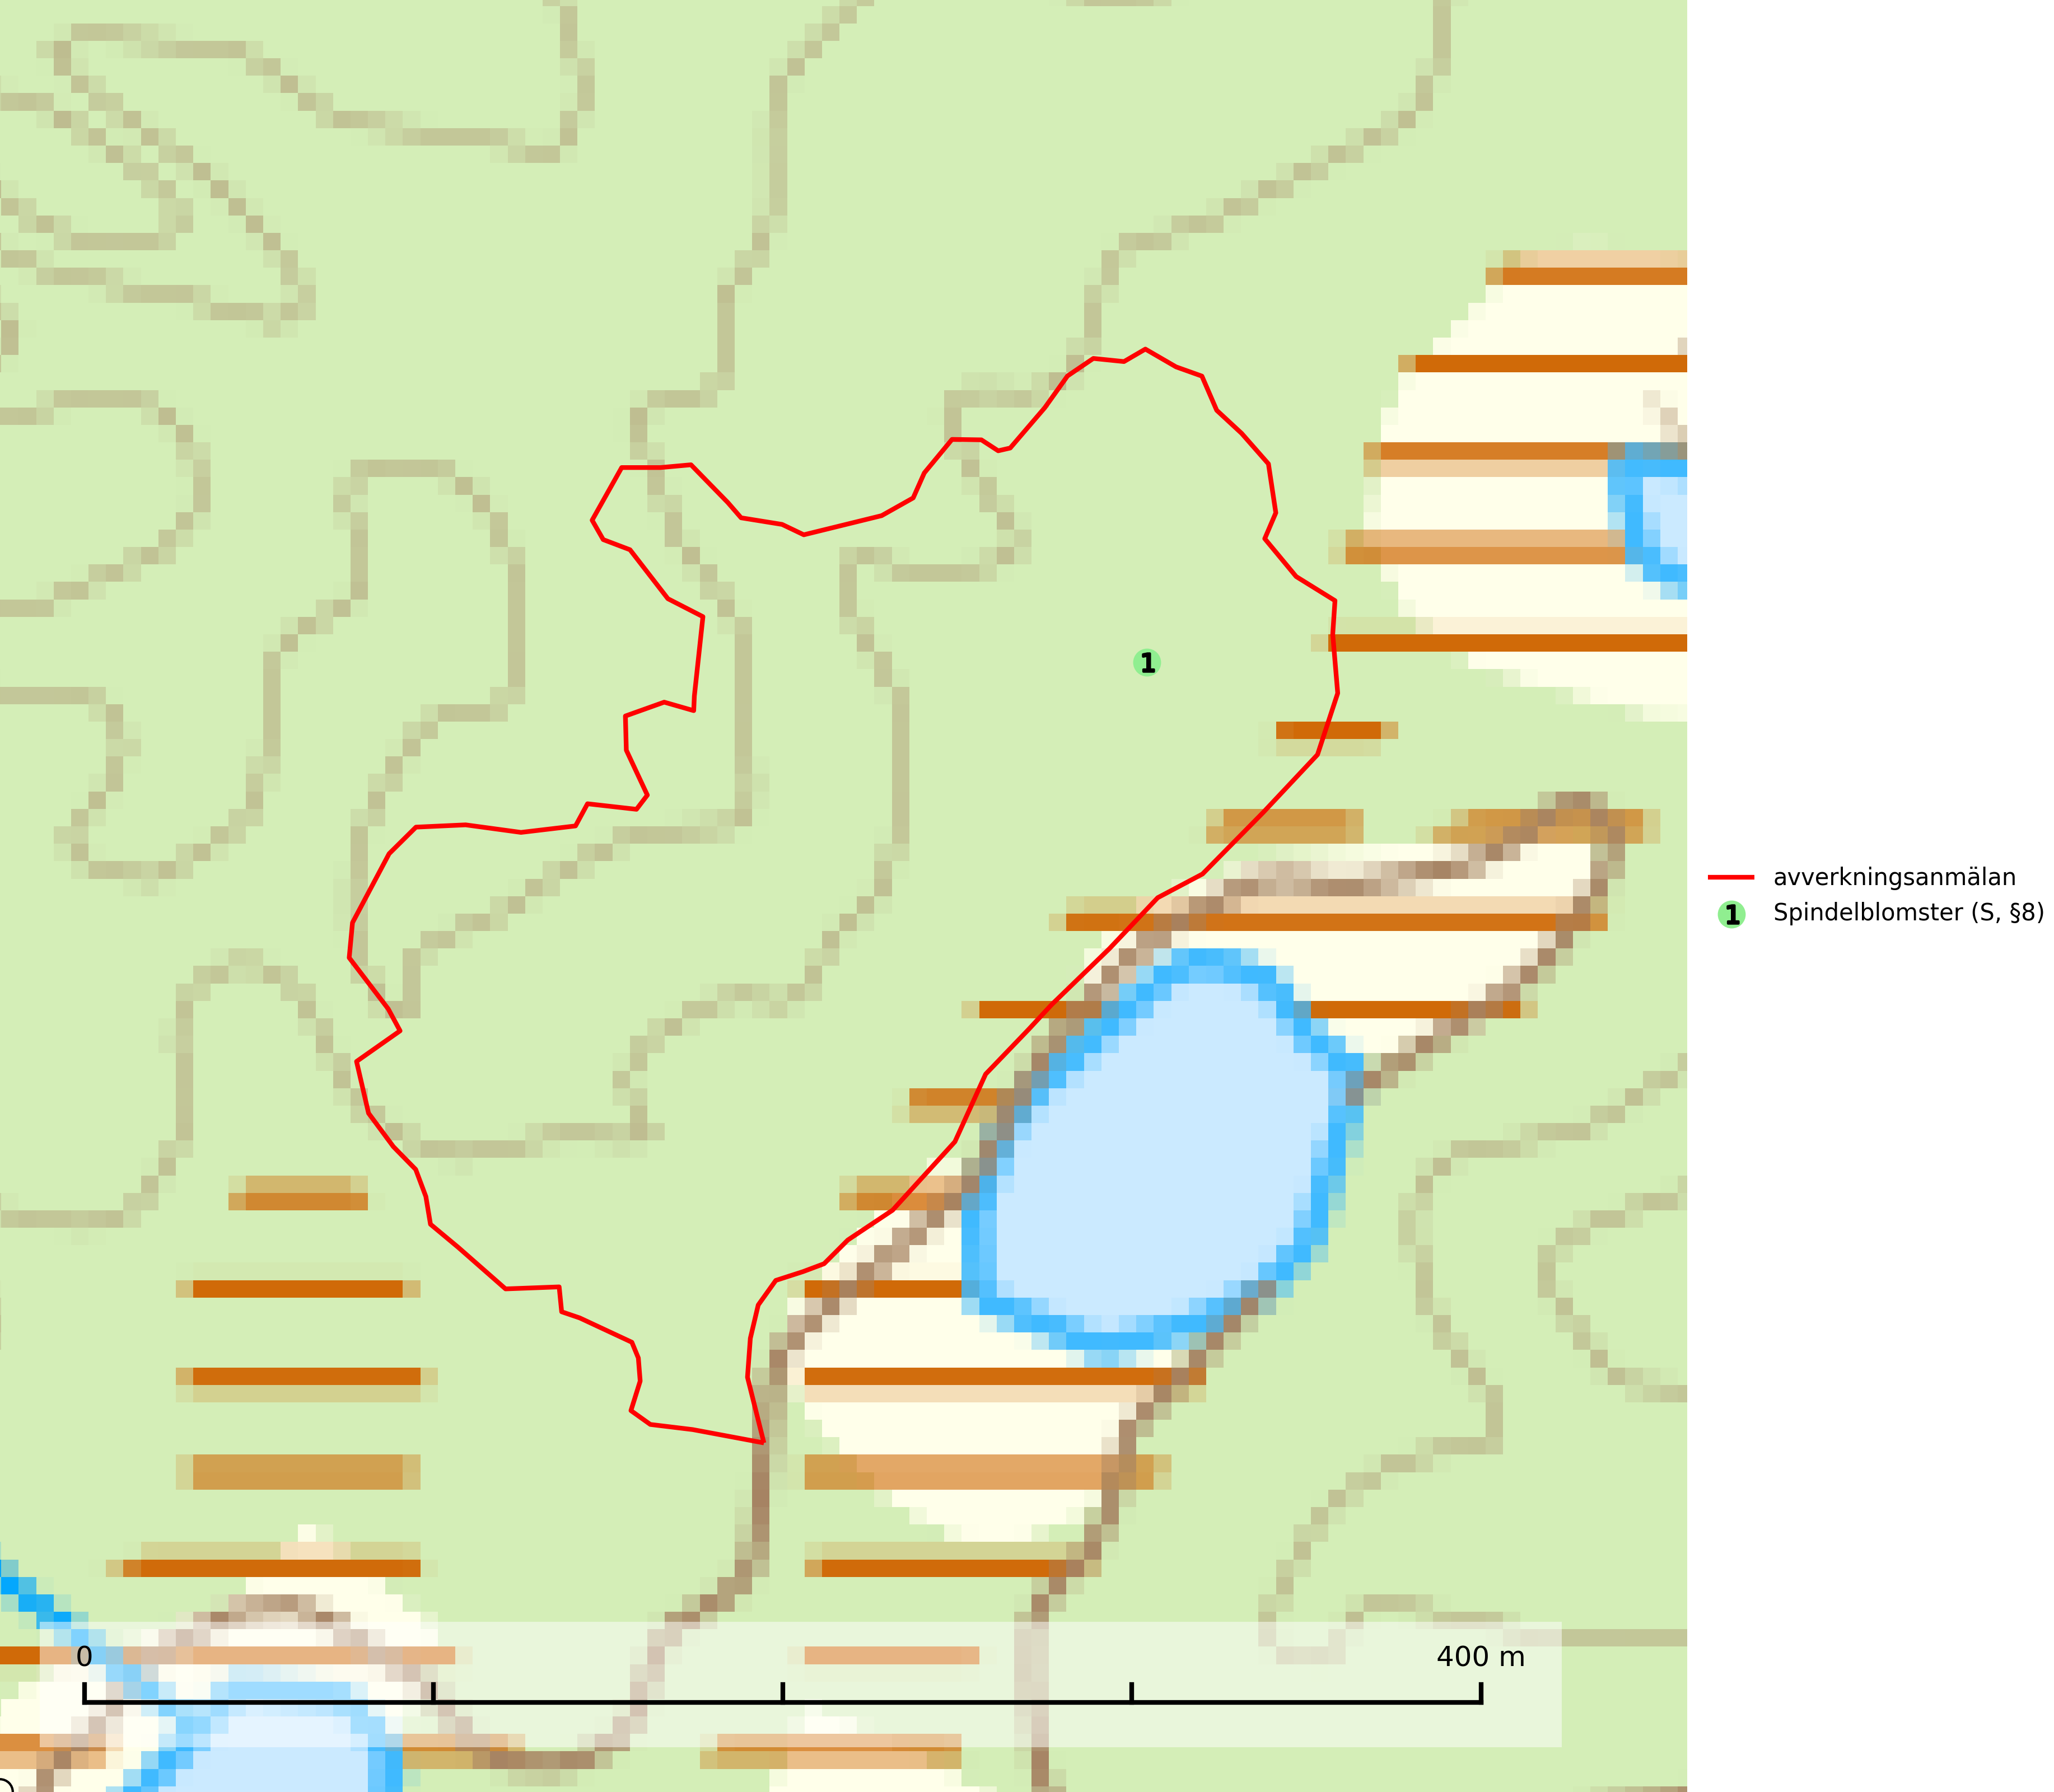 1
1 avverkningsanmälan
Spindelblomster (S, §8)
0 400 m